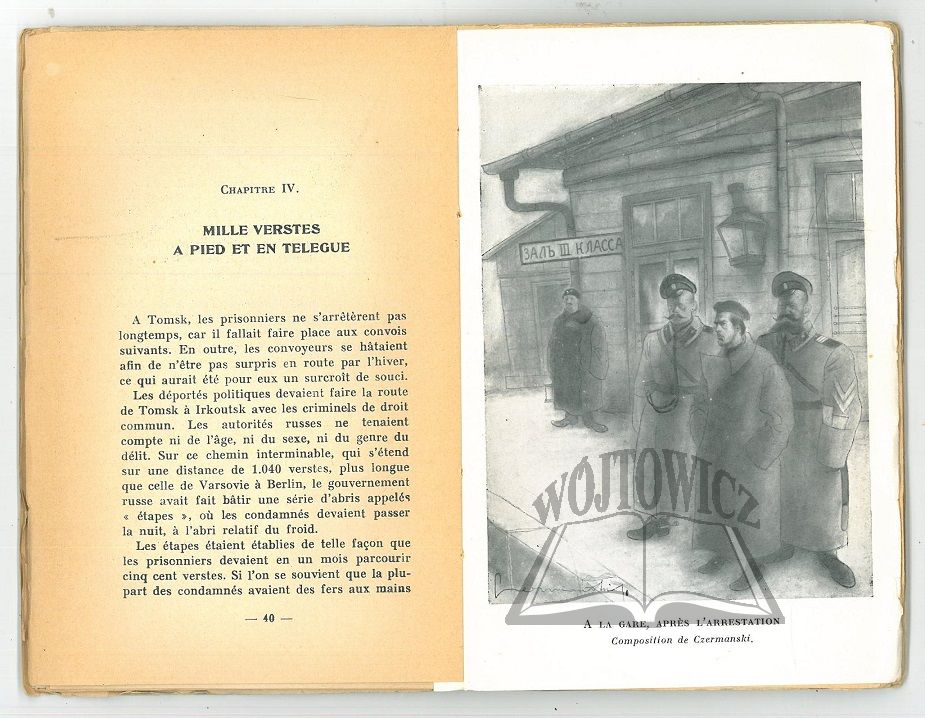 CHAPITRE IV.
MILLE VERSTES
A PIED ET EN TELEGUE
A Tomsk, les prisonniers ne s'arrêtèrent pas
longtemps, car il fallait faire place aux convois
suivants. En outre, les convoyeurs se hâtaient
afin de n'être pas surpris en route par l'hiver,
ce qui aurait été pour eux un surcroît de souci.
Les déportés politiques devaient faire la route
de Tomsk à Irkoutsk avec les criminels de droit
commun. Les autorités russes ne tenaient
compte ni de l'âge, ni du sexe, ni du genre du
délit. Sur ce chemin interminable, qui s'étend
sur une distance de 1.040 verstes, plus longue
que celle de Varsovie à Berlin, le gouvernement
russe avait fait bâtir une série d'abris appelés
« étapes », où les condamnés devaient passer
la nuit, à l'abri relatif du froid.
Les étapes étaient établies de telle façon que
les prisonniers devaient en un mois parcourir
cinq cent verstes. Si l'on se souvient que la plu-
part des condamnés avaient des fers aux mains
— 40 —
ЗАЛЪ III КЛАССА
WÓJTOWICZ
A LA GARE, APRÈS L'ARRESTATION
Composition de Czermanski.